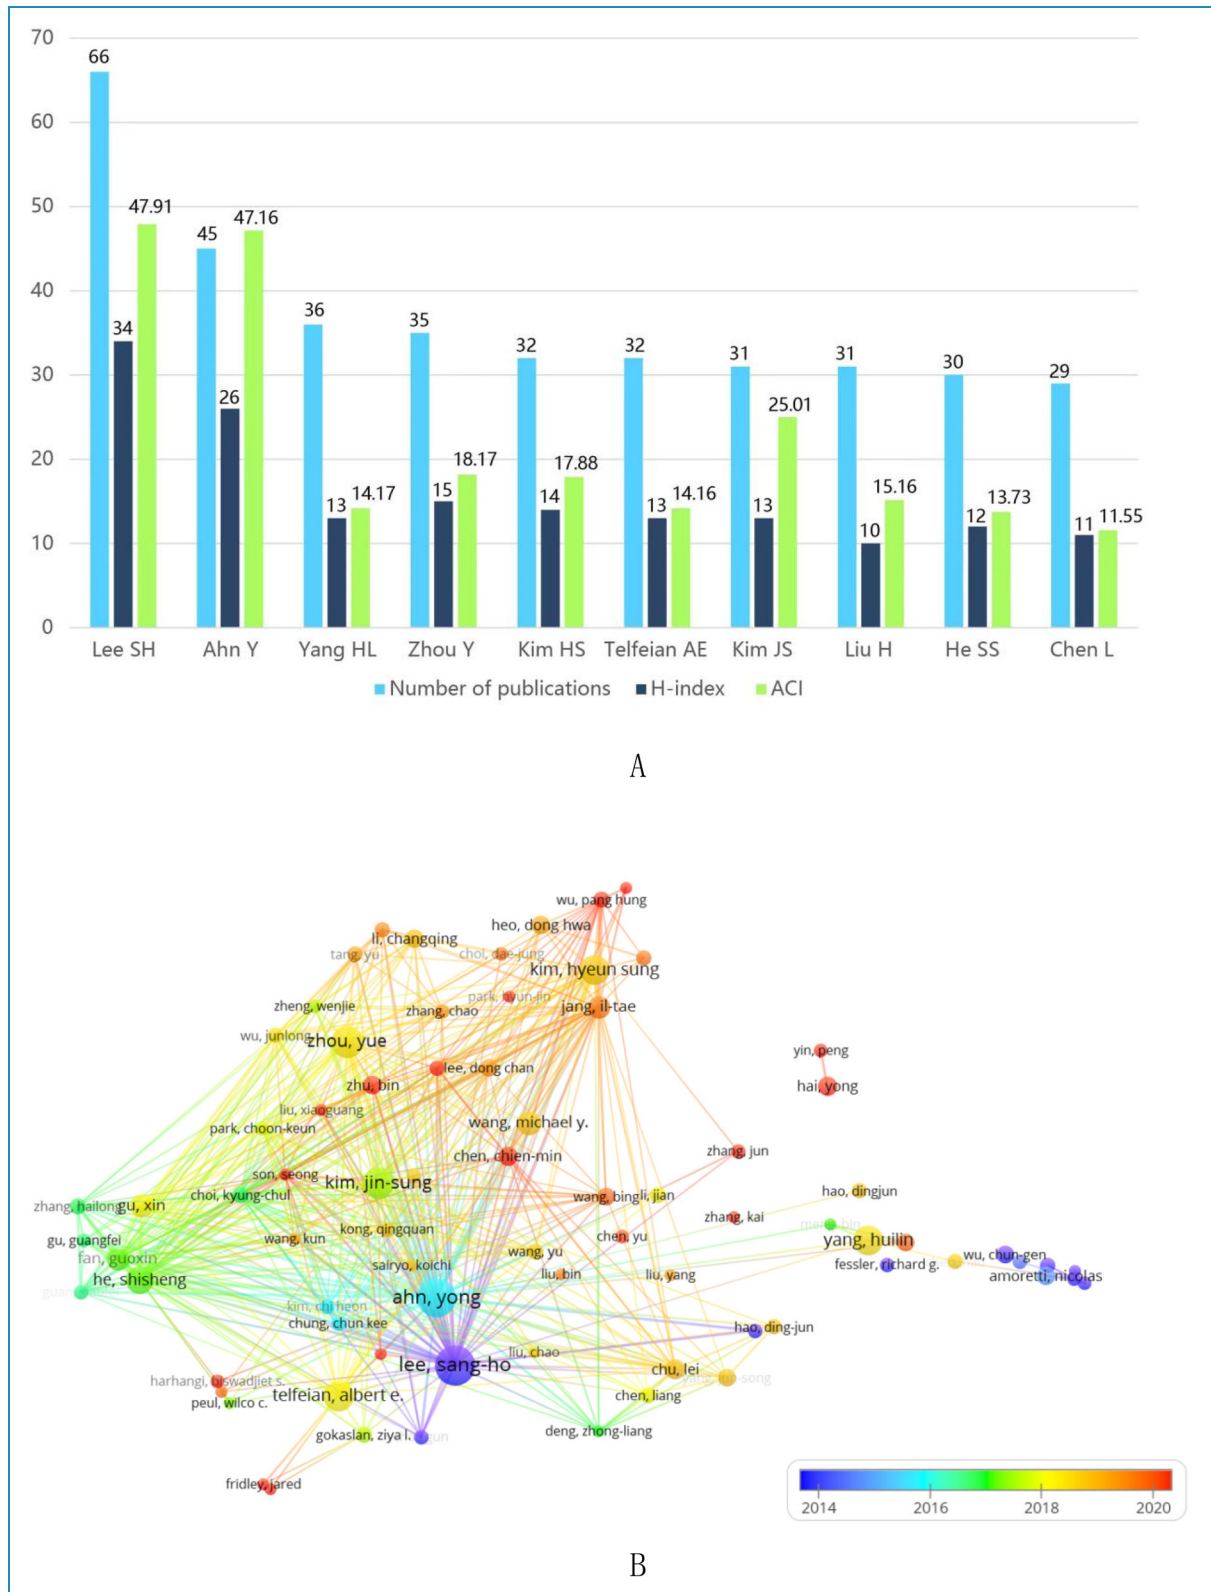 70
60
50
40
30
20
10
0
66
34
47.91
45
26
47.16
36
13
14.17
35
15
18.17
32
14
17.88
32
13
14.16
31
13
25.01
31
10
15.16
30
12
13.73
29
11
11.55
Lee SH Ahn Y Yang HL Zhou Y Kim HS Telfeian AE Kim JS Liu H He SS Chen L
Number of publications H-index ACI
A
wu, pang hung
heo, dong hwa
li, changqing
tang, yu
choi, dae-jung
kim, hyeun sung
park, hyun-jin
jang, il-tae
zheng, wenjie
zhang, chao
wu, junlong
zhou, yue
yin, peng
lee, dong chan
zhu, bin
hai, yong
liu, xiaoguang
park, choon-keun
wang, michael y.
chen, chien-min
zhang, jun
son, seong
kim, jin-sung
choi, kyung-chul
wang, bing
li, jian
hao, dingjun
zhang, hailong
gu, xin
zhang, kai
kong, qingquan
gu, guangfei
wang, kun
chen, yu
yang, huilin
fan, guoxin
wang, yu
wu, chun-gen
sairyo, koichi
fessler, richard g.
he, shisheng
liu, bin
liu, yang
amoretti, nicolas
ahn, yong
kim, chi heon
chung, chun kee
hao, ding-jun
liu, chao
lee, sang-ho
chu, lei
harhangi, biswadjiet s.
telfeian, albert e.
chen, liang
peul, wilco c.
gokaslan, ziya l.
deng, zhong-liang
fridley, jared
2014 2016 2018 2020
B